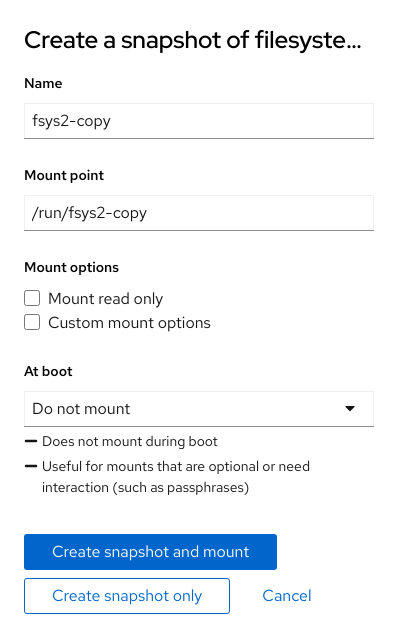 Create a snapshot of filesyste...
Name
fsys2-copy
Mount point
/run/fsys2-copy
Mount options
Mount read only
Custom mount options
At boot
Do not mount
Does not mount during boot
Useful for mounts that are optional or need
interaction (such as passphrases)
Create snapshot and mount
Create snapshot only
Cancel